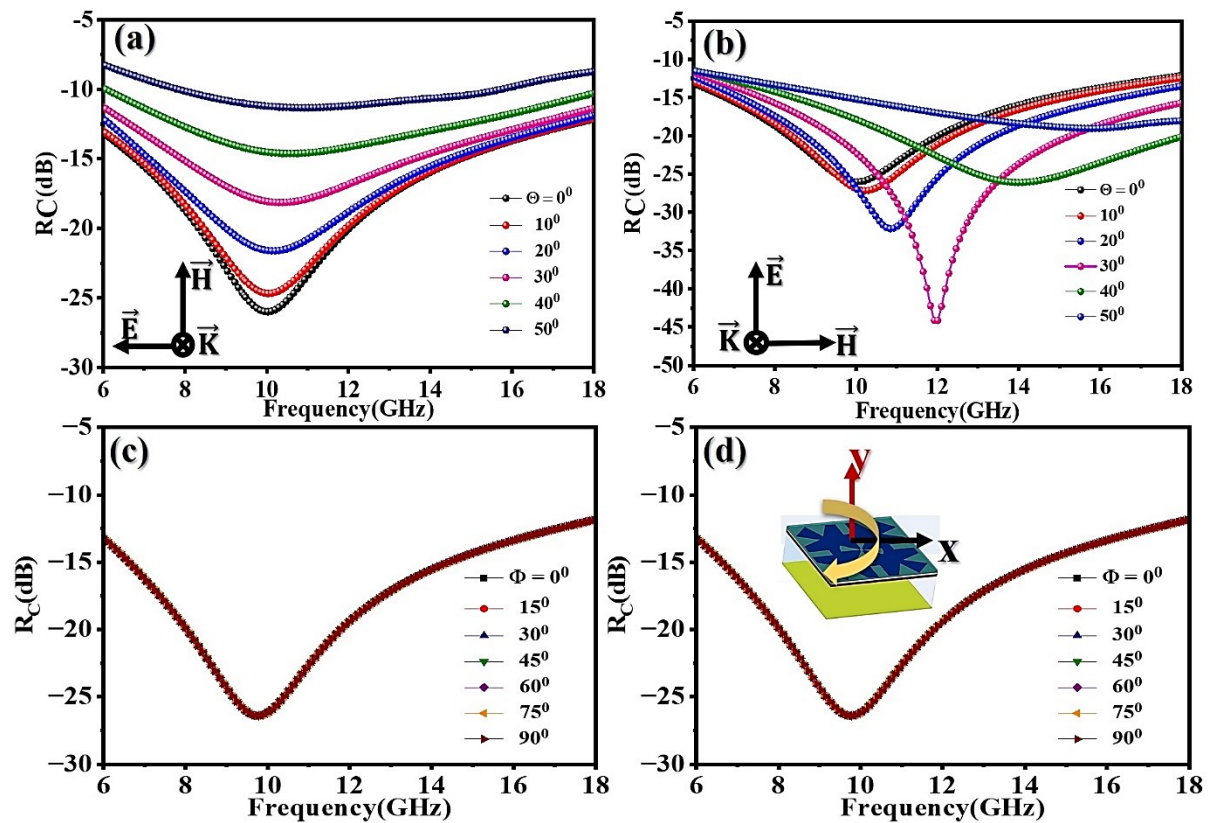 (a)
RC(dB)
-5
-10
-15
-20
-25
-30
Θ = 0⁰
10⁰
20⁰
30⁰
40⁰
50⁰
H
E
K
6 8 10 12 14 16 18
Frequency(GHz)
(b)
RC(dB)
-5
-10
-15
-20
-25
-30
-35
-40
-45
-50
Θ = 0⁰
10⁰
20⁰
30⁰
40⁰
50⁰
E
K
H
6 8 10 12 14 16 18
Frequency(GHz)
(c)
R_C(dB)
−5
−10
−15
−20
−25
−30
Φ = 0⁰
15⁰
30⁰
45⁰
60⁰
75⁰
90⁰
6 8 10 12 14 16 18
Frequency(GHz)
(d)
R_C(dB)
−5
−10
−15
−20
−25
−30
y
x
Φ = 0⁰
15⁰
30⁰
45⁰
60⁰
75⁰
90⁰
6 8 10 12 14 16 18
Frequency(GHz)